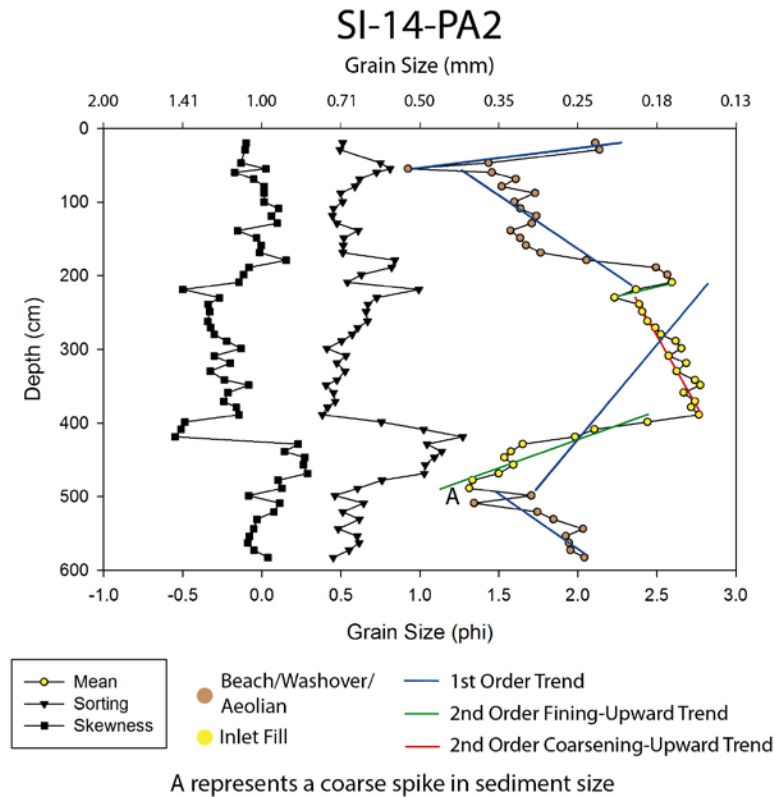 SI-14-PA2
Grain Size (mm)
2.00 1.41 1.00 0.71 0.50 0.35 0.25 0.18 0.13
0
100
200
300
400
500
600
Depth (cm)
A
-1.0 -0.5 0.0 0.5 1.0 1.5 2.0 2.5 3.0
Grain Size (phi)
Mean
Sorting
Skewness
Beach/Washover/
Aeolian
Inlet Fill
1st Order Trend
2nd Order Fining-Upward Trend
2nd Order Coarsening-Upward Trend
A represents a coarse spike in sediment size